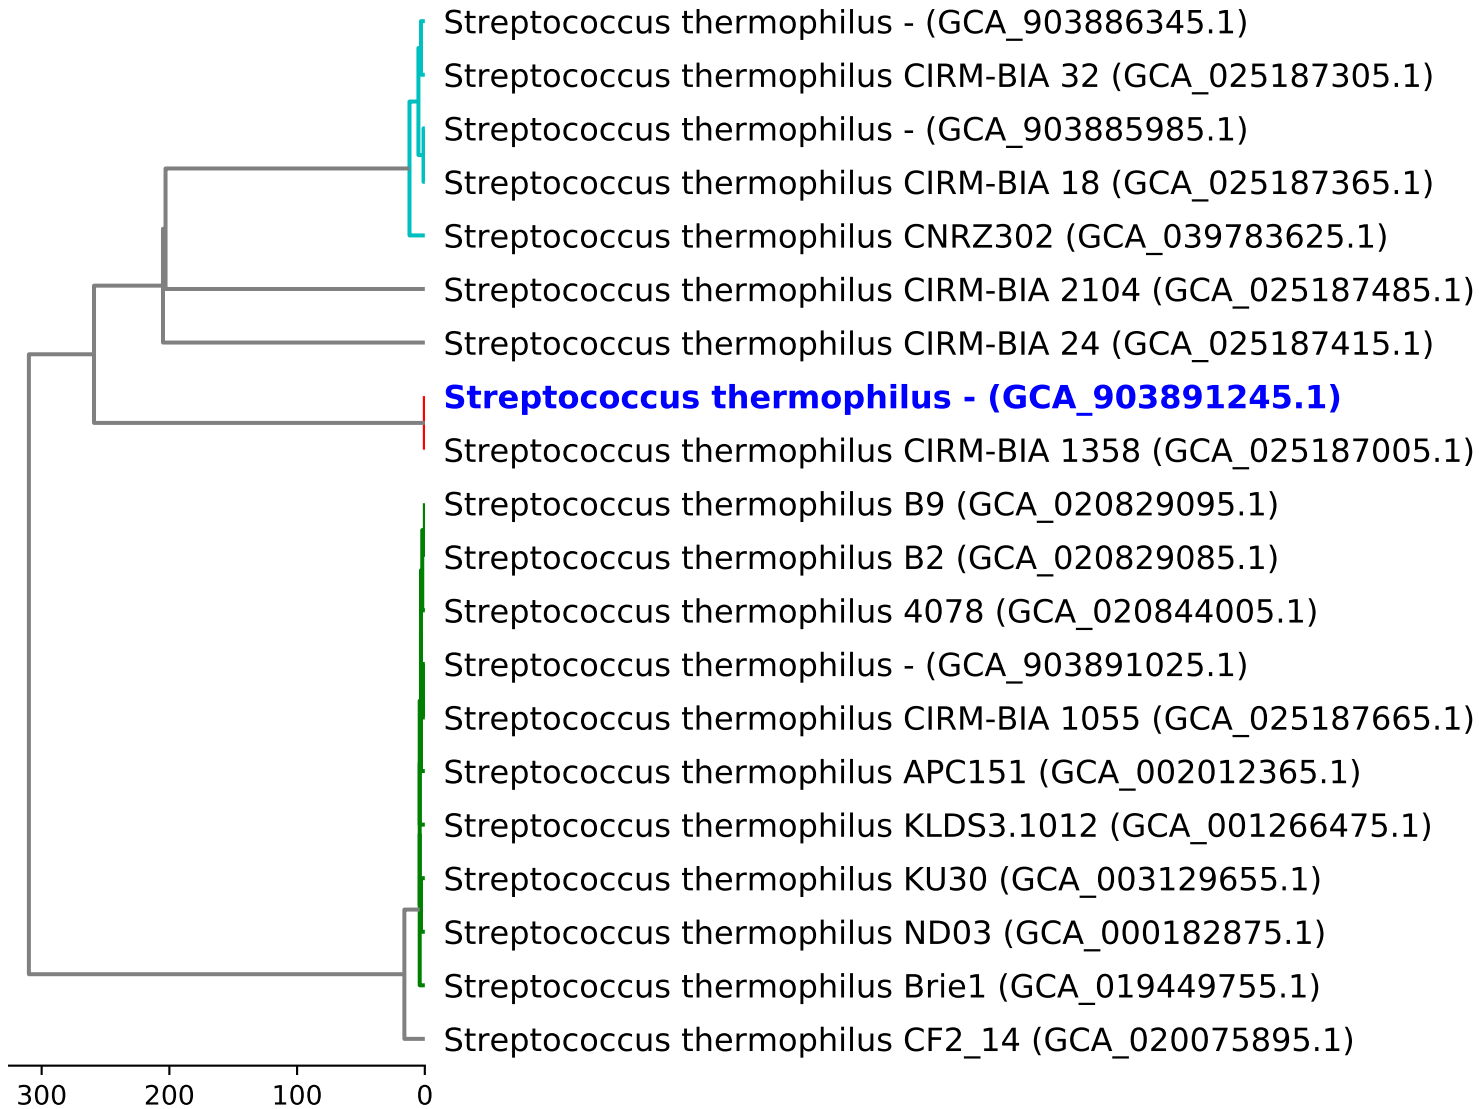 Streptococcus thermophilus - (GCA_903886345.1)
Streptococcus thermophilus CIRM-BIA 32 (GCA_025187305.1)
Streptococcus thermophilus - (GCA_903885985.1)
Streptococcus thermophilus CIRM-BIA 18 (GCA_025187365.1)
Streptococcus thermophilus CNRZ302 (GCA_039783625.1)
Streptococcus thermophilus CIRM-BIA 2104 (GCA_025187485.1)
Streptococcus thermophilus CIRM-BIA 24 (GCA_025187415.1)
Streptococcus thermophilus - (GCA_903891245.1)
Streptococcus thermophilus CIRM-BIA 1358 (GCA_025187005.1)
Streptococcus thermophilus B9 (GCA_020829095.1)
Streptococcus thermophilus B2 (GCA_020829085.1)
Streptococcus thermophilus 4078 (GCA_020844005.1)
Streptococcus thermophilus - (GCA_903891025.1)
Streptococcus thermophilus CIRM-BIA 1055 (GCA_025187665.1)
Streptococcus thermophilus APC151 (GCA_002012365.1)
Streptococcus thermophilus KLDS3.1012 (GCA_001266475.1)
Streptococcus thermophilus KU30 (GCA_003129655.1)
Streptococcus thermophilus ND03 (GCA_000182875.1)
Streptococcus thermophilus Brie1 (GCA_019449755.1)
Streptococcus thermophilus CF2_14 (GCA_020075895.1)
300 200 100 0